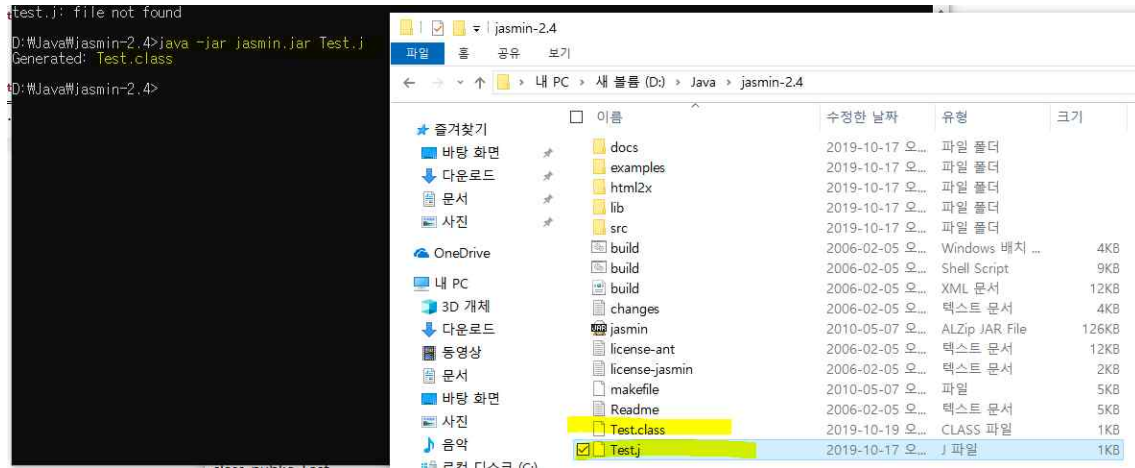 test.j: file not found
D:₩Java₩jasmin-2.4>java -jar jasmin.jar Test.j
Generated: Test.class
D:₩Java₩jasmin-2.4>
jasmin-2.4
파일 홈 공유 보기
내 PC > 새 볼륨 (D:) > Java > jasmin-2.4
이름 수정한 날짜 유형 크기
즐겨찾기
바탕 화면
다운로드
문서
사진
OneDrive
내 PC
3D 개체
다운로드
동영상
문서
바탕 화면
사진
음악
docs 2019-10-17 오... 파일 폴더
examples 2019-10-17 오... 파일 폴더
html2x 2019-10-17 오... 파일 폴더
lib 2019-10-17 오... 파일 폴더
src 2019-10-17 오... 파일 폴더
build 2006-02-05 오... Windows 배치 ... 4KB
build 2006-02-05 오... Shell Script 9KB
build 2006-02-05 오... XML 문서 12KB
changes 2006-02-05 오... 텍스트 문서 4KB
jasmin 2010-05-07 오... ALZip JAR File 126KB
license-ant 2006-02-05 오... 텍스트 문서 12KB
license-jasmin 2006-02-05 오... 텍스트 문서 2KB
makefile 2010-05-07 오... 파일 5KB
Readme 2006-02-05 오... 텍스트 문서 5KB
Test.class 2019-10-19 오... CLASS 파일 1KB
Test.j 2019-10-17 오... J 파일 1KB